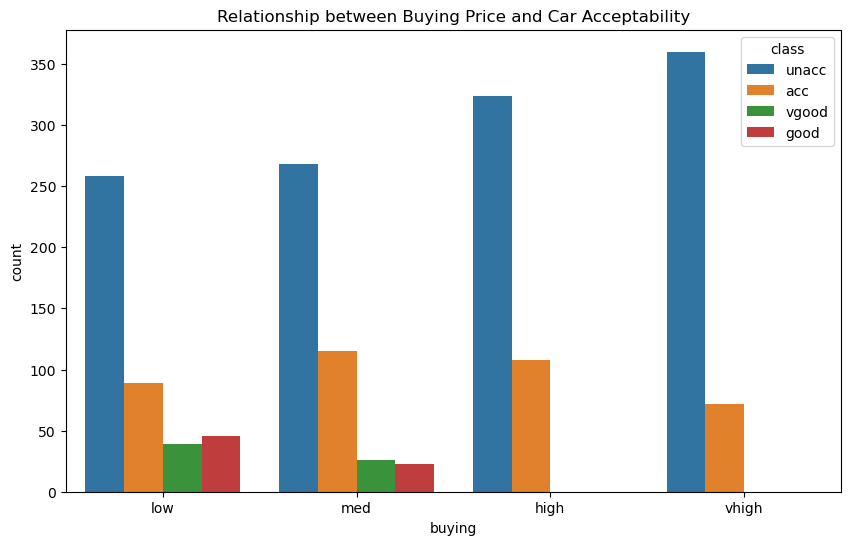 Relationship between Buying Price and Car Acceptability
class
unacc
acc
vgood
good
350
300
250
200
150
100
50
0
count
low med high vhigh
buying